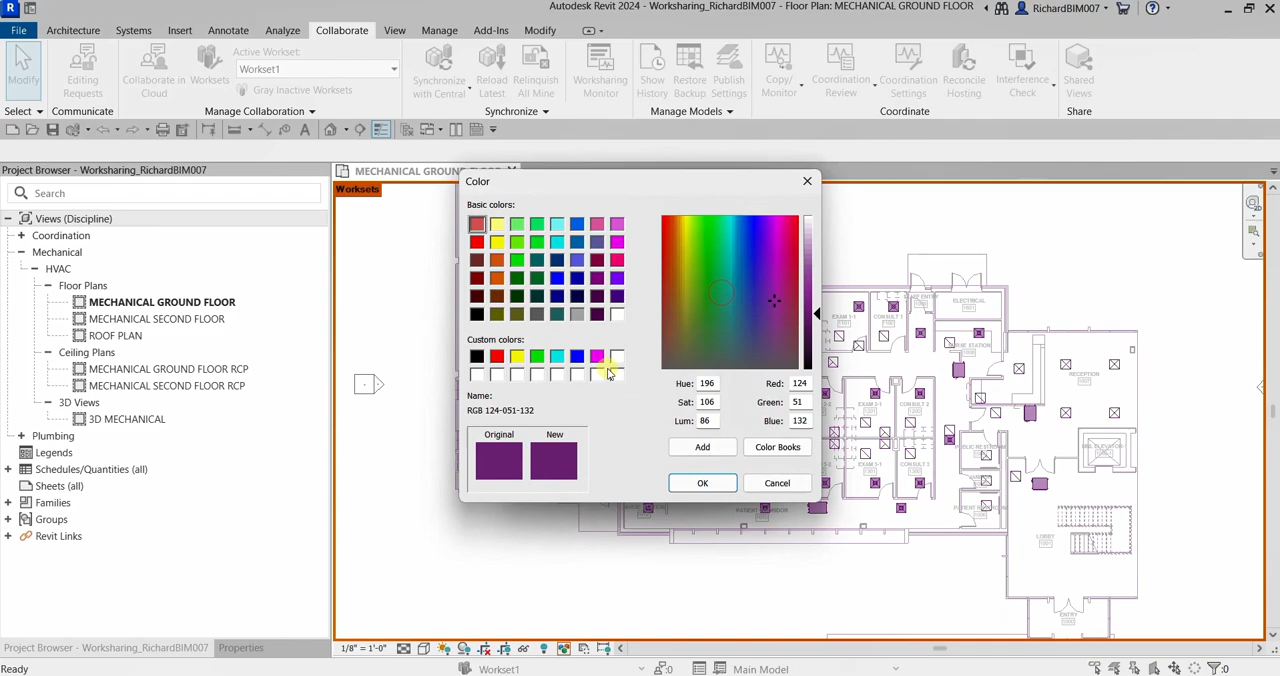 Autodesk Revit 2024 - Worksharing_RichardBIM007 - Floor Plan: MECHANICAL GROUND FLOOR
RichardBIM007
File Architecture Systems Insert Annotate Analyze Collaborate View Manage Add-Ins Modify
Modify
Editing Requests
Collaborate in Cloud
Worksets
Active Workset:
Workset1
Gray Inactive Worksets
Synchronize with Central
Reload Latest
Relinquish All Mine
Worksharing Monitor
Show History
Restore Backup
Publish Settings
Copy/ Monitor
Coordination Review
Coordination Settings
Reconcile Hosting
Interference Check
Shared Views
Select Communicate Manage Collaboration Synchronize Manage Models Coordinate Share
Project Browser - Worksharing_RichardBIM007
Search
Views (Discipline)
Coordination
Mechanical
HVAC
Floor Plans
MECHANICAL GROUND FLOOR
MECHANICAL SECOND FLOOR
ROOF PLAN
Ceiling Plans
MECHANICAL GROUND FLOOR RCP
MECHANICAL SECOND FLOOR RCP
3D Views
3D MECHANICAL
Plumbing
Legends
Schedules/Quantities (all)
Sheets (all)
Families
Groups
Revit Links
Project Browser - Worksharing_RichardBIM007 Properties
MECHANICAL GROUND FLOOR
Worksets
Color
Basic colors:
Custom colors:
Name:
RGB 124-051-132
Original New
Hue: 196 Red: 124
Sat: 106 Green: 51
Lum: 86 Blue: 132
Add Color Books
OK Cancel
ELECTRICAL
RECEPTION
LOBBY
ENTRY
1/8" = 1'-0"
Ready
Workset1
:0
Main Model
:0